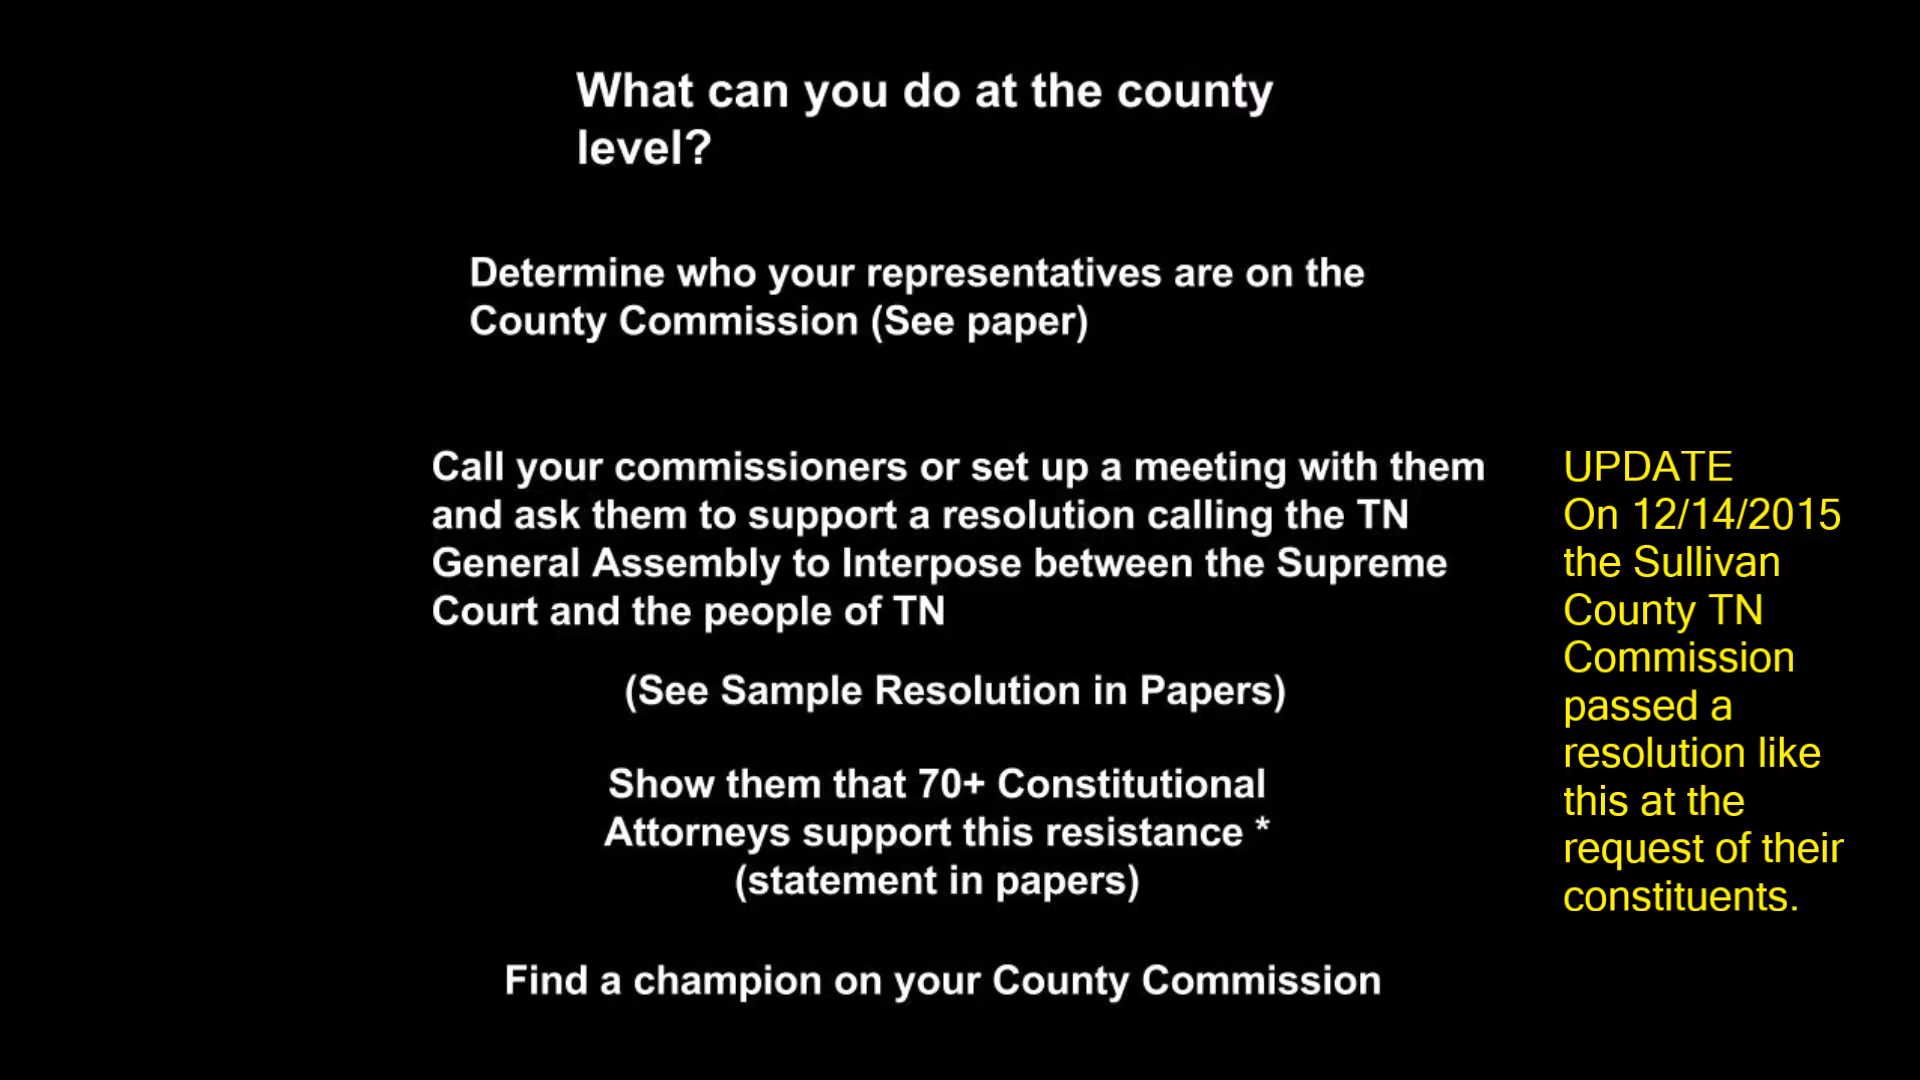 What can you do at the county
level?
Determine who your representatives are on the
County Commission (See paper)
Call your commissioners or set up a meeting with them
and ask them to support a resolution calling the TN
General Assembly to Interpose between the Supreme
Court and the people of TN
(See Sample Resolution in Papers)
Show them that 70+ Constitutional
Attorneys support this resistance *
(statement in papers)
Find a champion on your County Commission
UPDATE
On 12/14/2015
the Sullivan
County TN
Commission
passed a
resolution like
this at the
request of their
constituents.